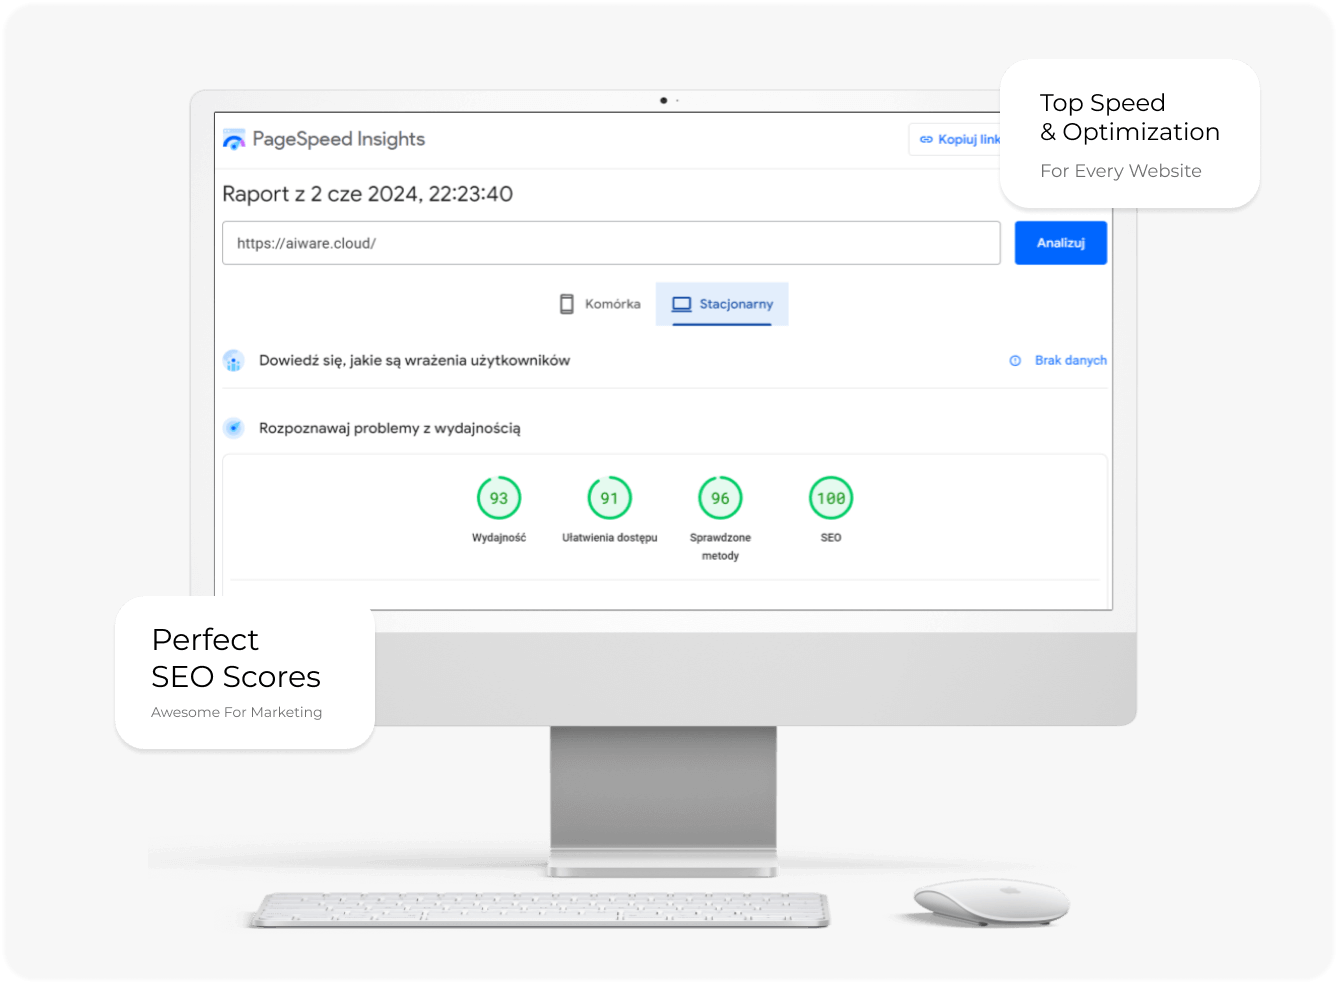 Top Speed
& Optimization
For Every Website
PageSpeed Insights
Kopiuj link
Raport z 2 cze 2024, 22:23:40
https://aiware.cloud/
Analizuj
Komórka
Stacjonarny
Dowiedź się, jakie są wrażenia użytkowników
Brak danych
Rozpoznawaj problemy z wydajnością
93
91
96
100
Wydajność
Ułatwienia dostępu
Sprawdzone
metody
SEO
Perfect
SEO Scores
Awesome For Marketing